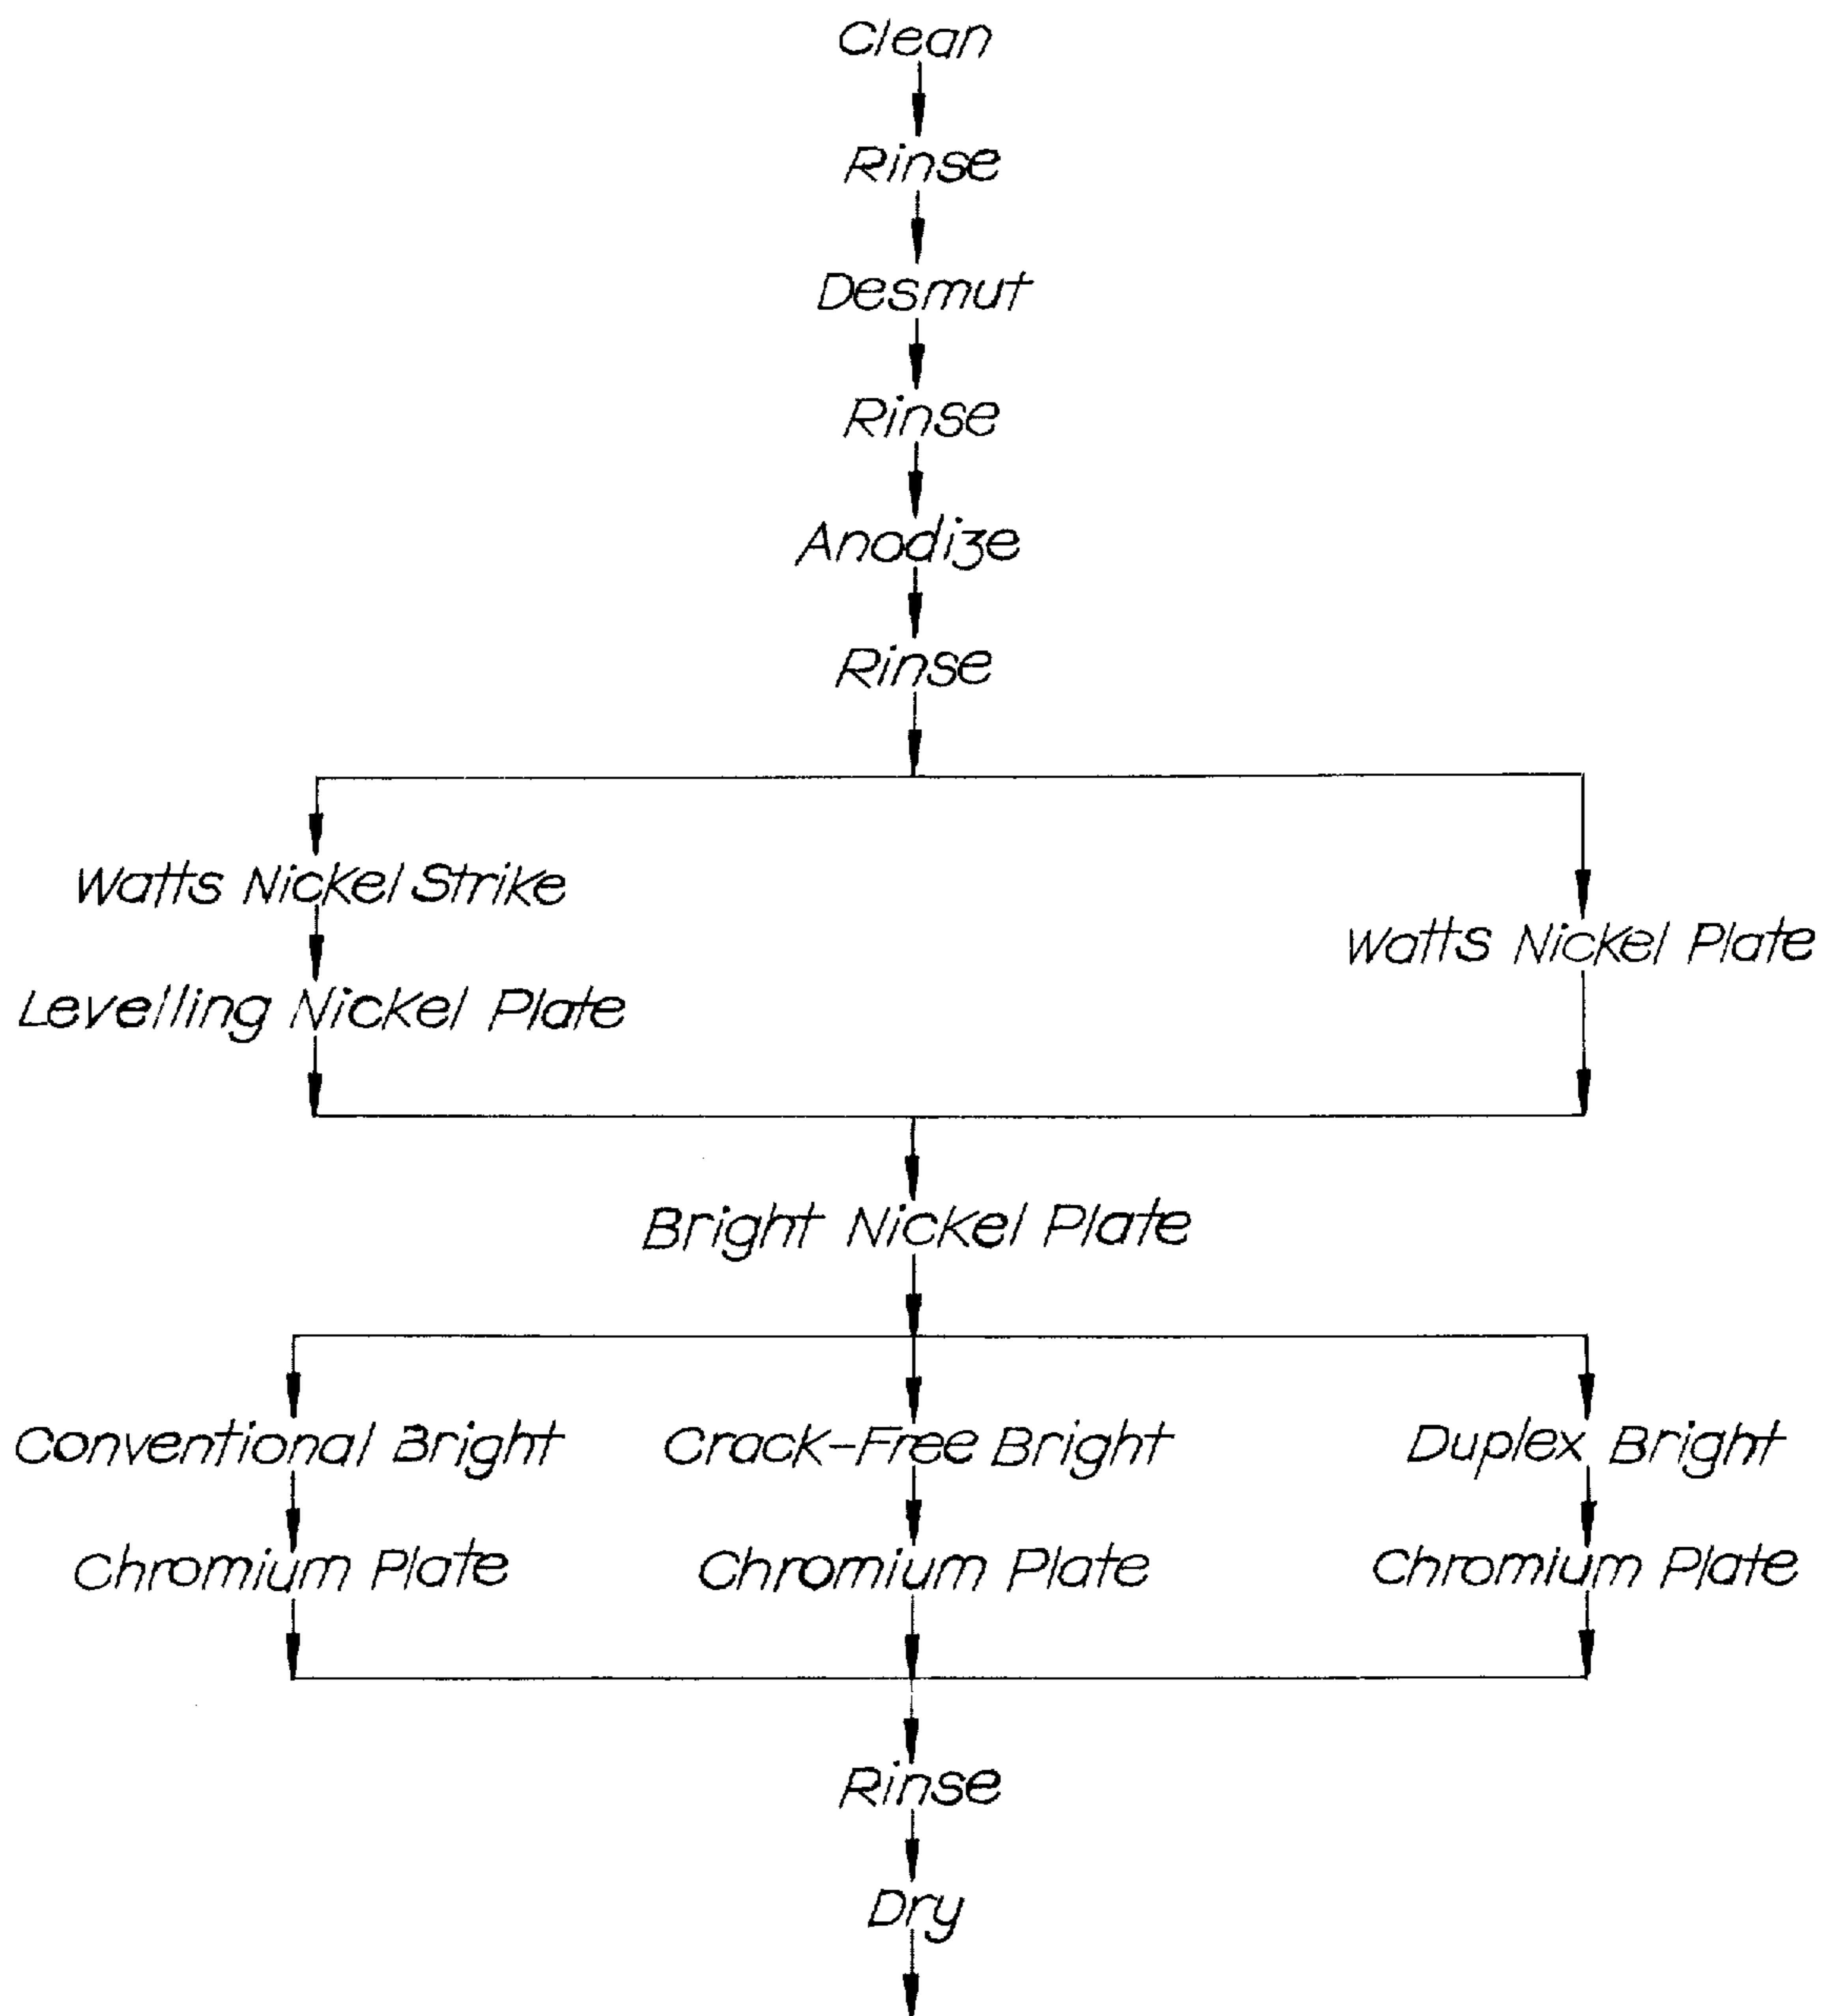 Clean
Rinse
Desmut
Rinse
Anodize
Rinse
Watts Nickel Strike
Levelling Nickel Plate
Watts Nickel Plate
Bright Nickel Plate
Conventional Bright
Chromium Plate
Crack-Free Bright
Chromium Plate
Duplex Bright
Chromium Plate
Rinse
Dry